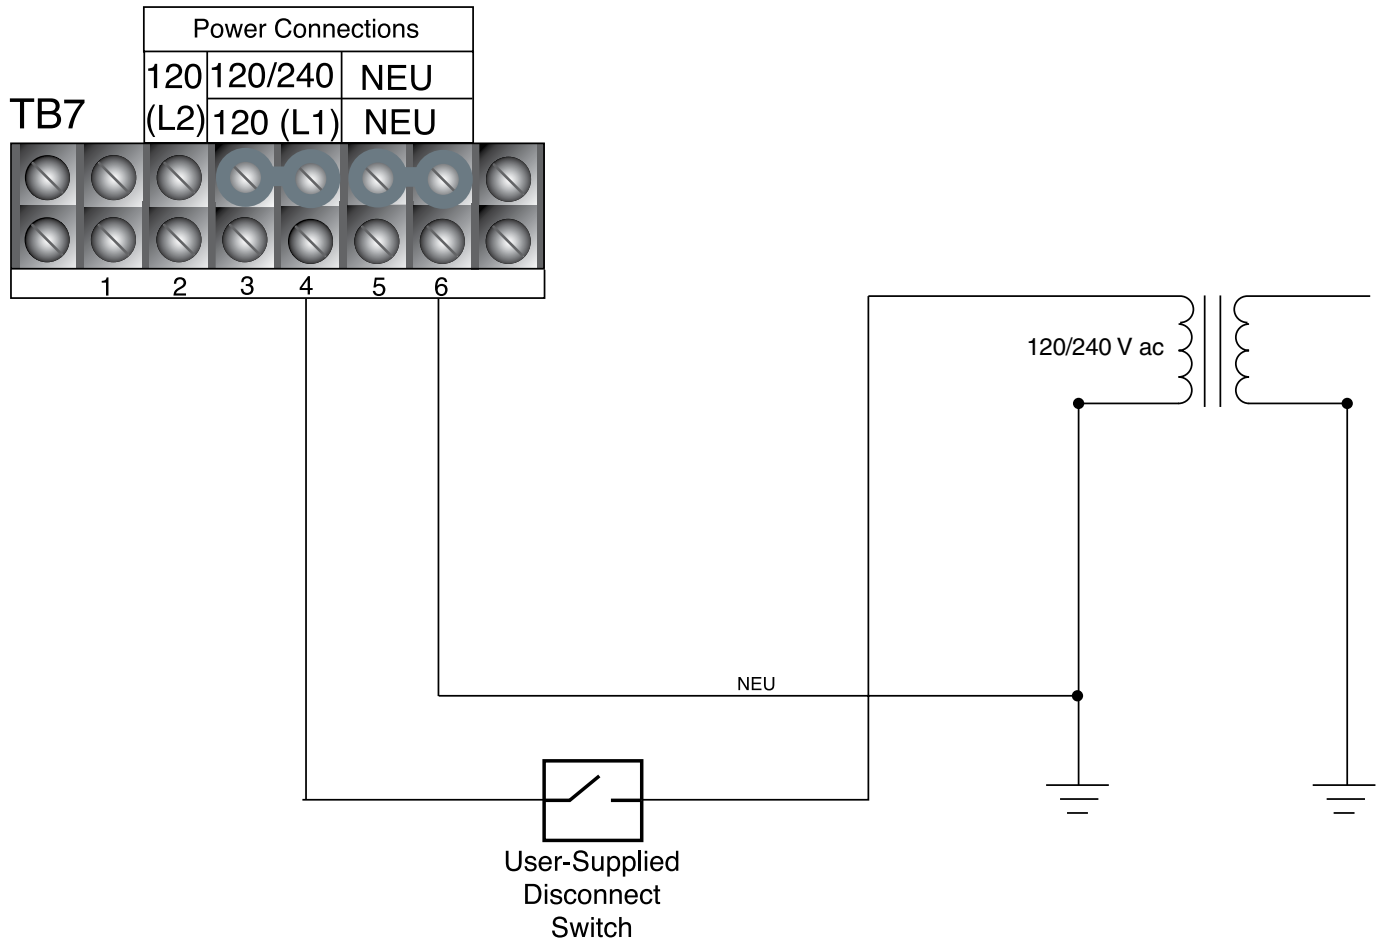 Power Connections
120 120/240 NEU
(L2) 120 (L1) NEU
TB7
1 2 3 4 5 6
120/240 V ac
NEU
User-Supplied
Disconnect
Switch